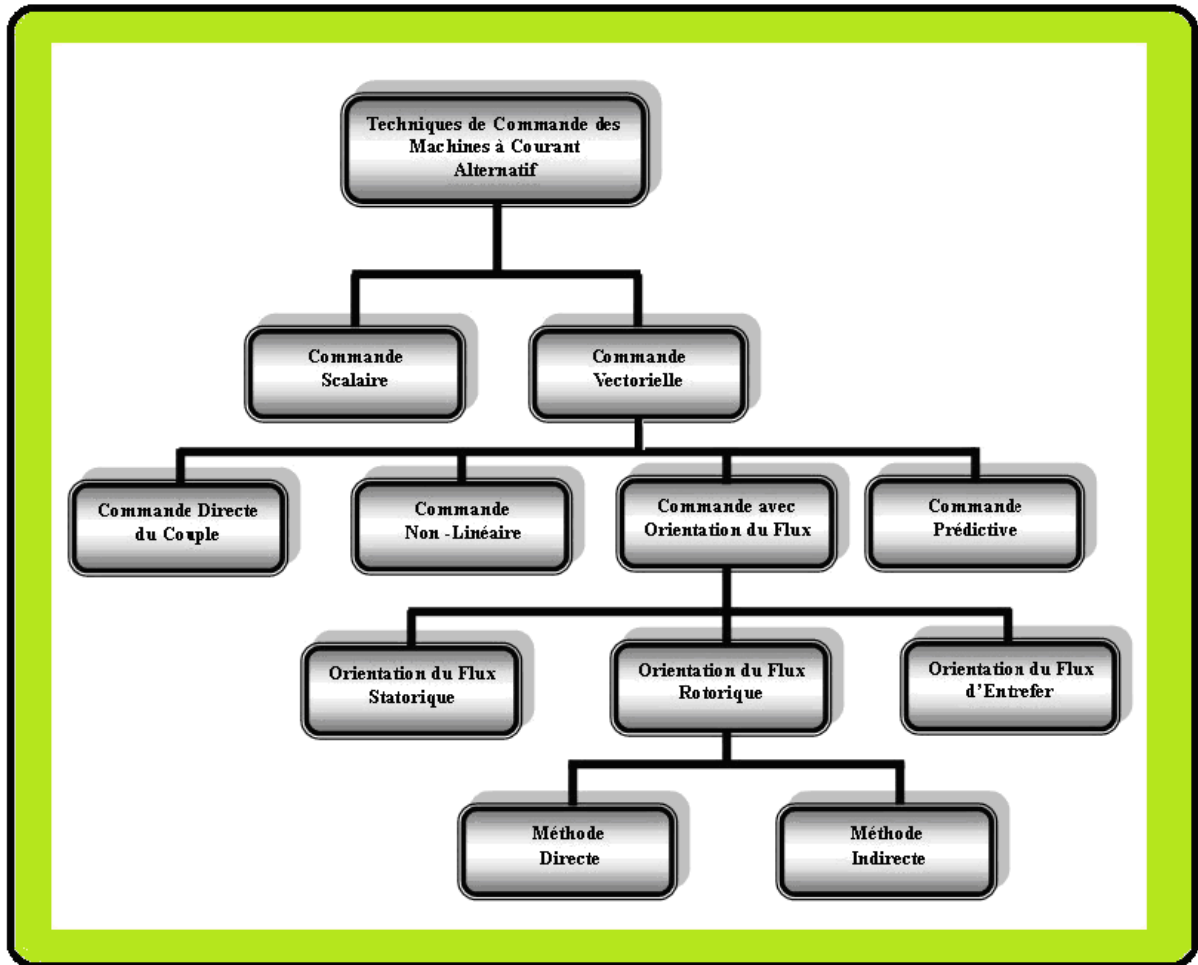 Techniques de Commande des
Machines à Courant
Alternatif
Commande
Scalaire
Commande
Vectorielle
Commande Directe
du Couple
Commande
Non -Linéaire
Commande avec
Orientation du Flux
Commande
Prédictive
Orientation du Flux
Statorique
Orientation du Flux
Rotorique
Orientation du Flux
d'Entrefer
Méthode
Directe
Méthode
Indirecte